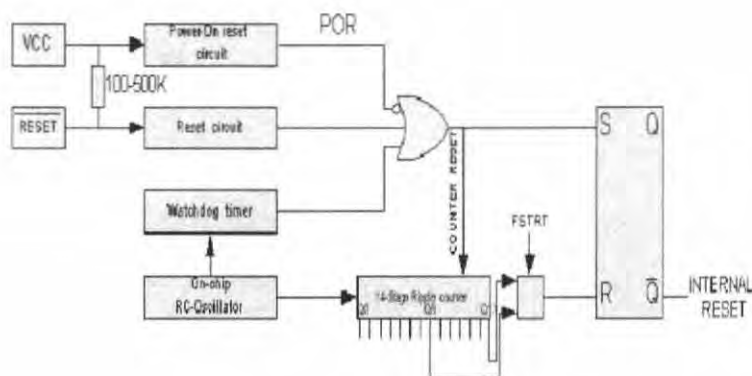 VCC
Power-On reset
circuit
POR
100-500K
RESET
Reset circuit
Watchdog timer
On-chip
RC-Oscillator
COUNTER RESET
14-Stage Ripple counter
Q0
FSTRT
S Q
R Q
INTERNAL
RESET